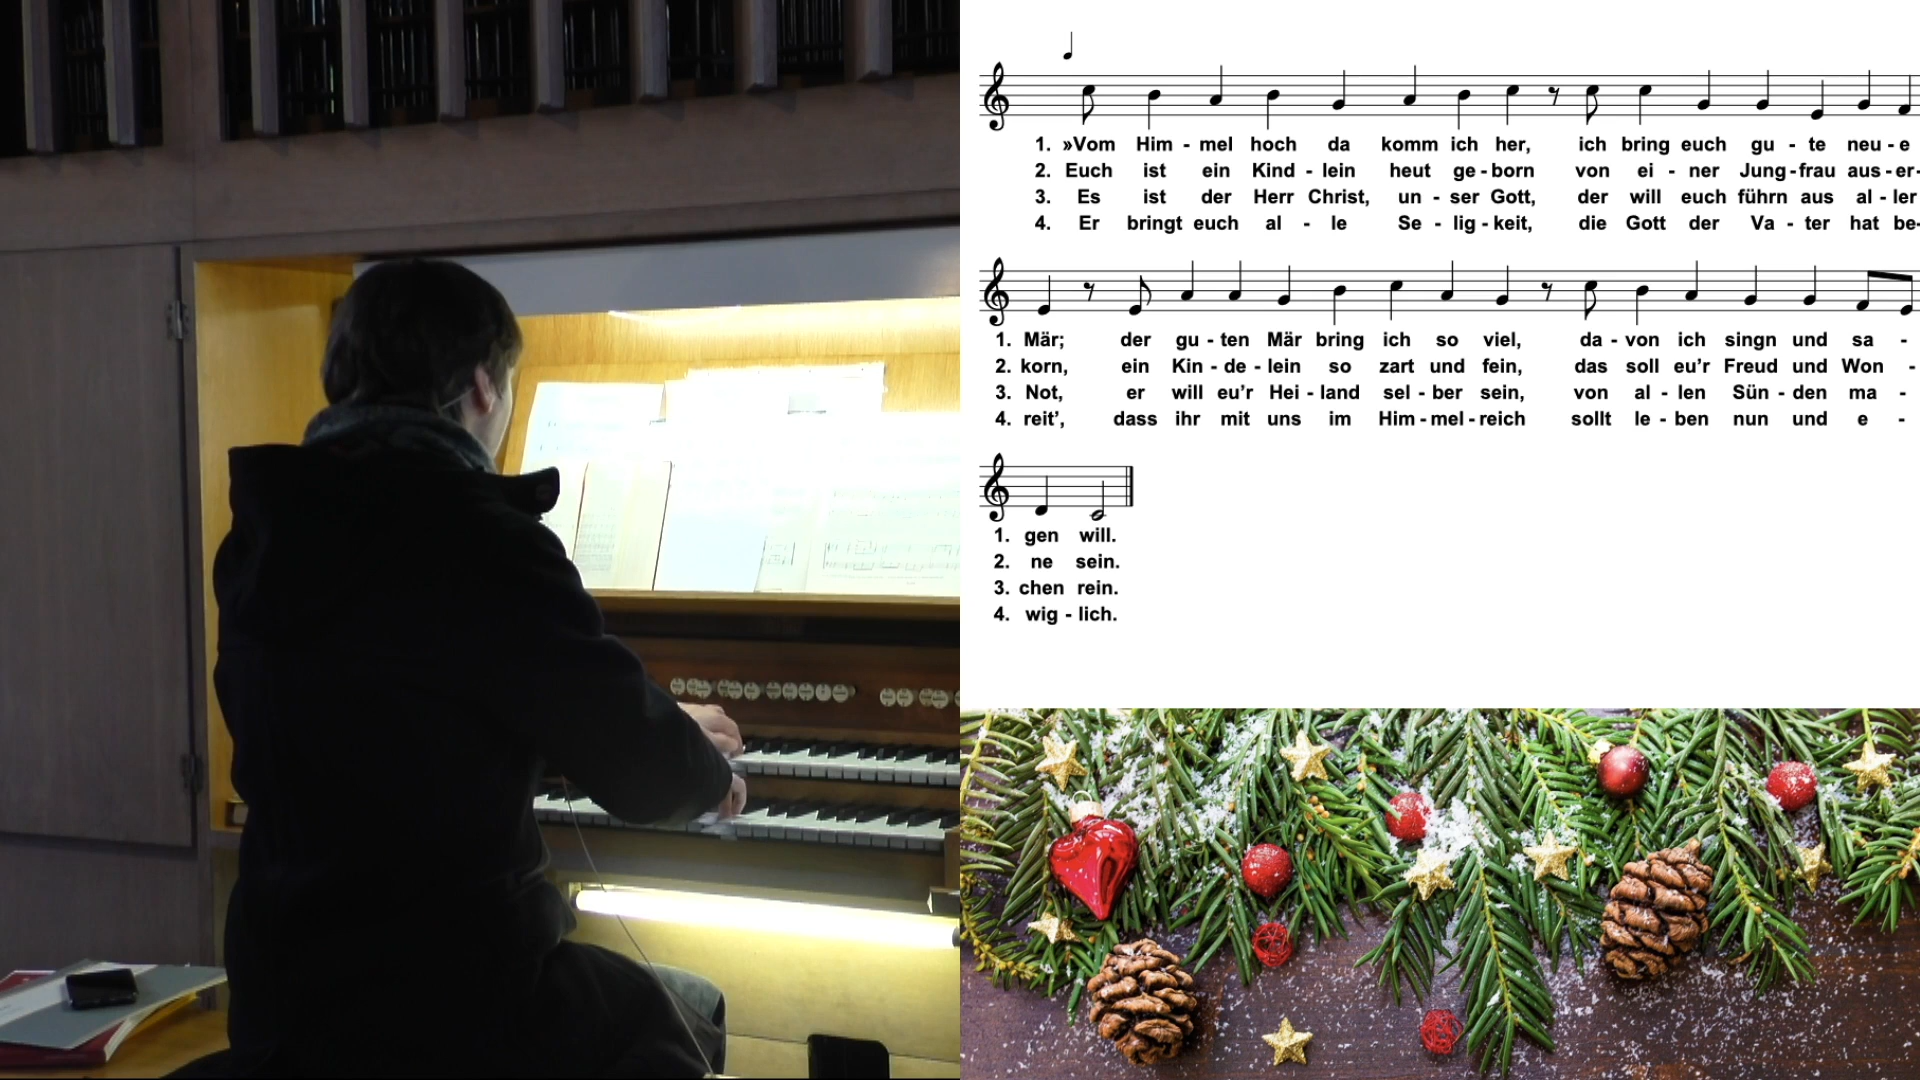 1. »Vom Him - mel hoch da komm ich her, ich bring euch gu - te neu - e
2. Euch ist ein Kind - lein heut ge - born von ei - ner Jung - frau aus - er-
3. Es ist der Herr Christ, un - ser Gott, der will euch führn aus al - ler
4. Er bringt euch al - le Se - lig - keit, die Gott der Va - ter hat be-
1. Mär; der gu - ten Mär bring ich so viel, da - von ich singn und sa -
2. korn, ein Kin - de - lein so zart und fein, das soll eu’r Freud und Won -
3. Not, er will eu’r Hei - land sel - ber sein, von al - len Sün - den ma -
4. reit’, dass ihr mit uns im Him - mel - reich sollt le - ben nun und e -
1. gen will.
2. ne sein.
3. chen rein.
4. wig - lich.